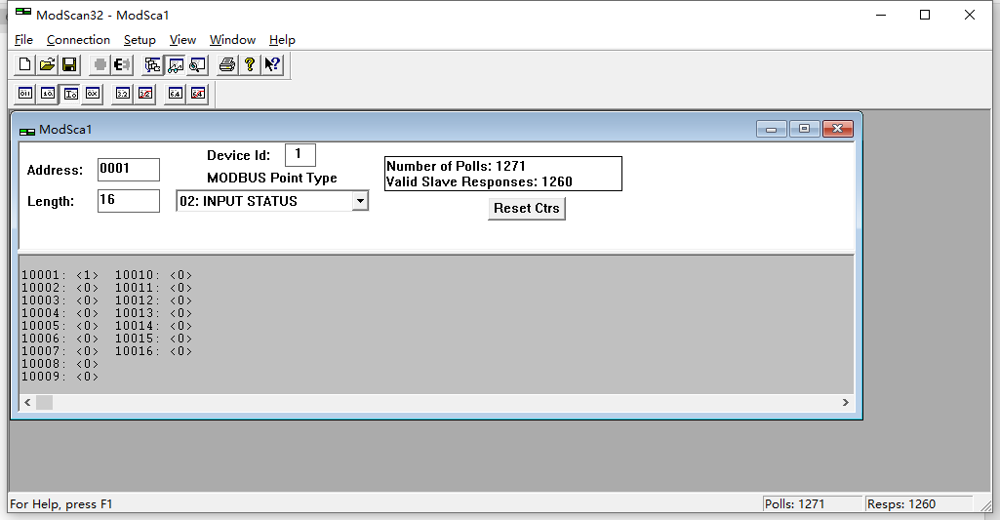 ModScan32 - ModSca1
File Connection Setup View Window Help
ModSca1
Address: 0001
Device Id: 1
MODBUS Point Type
Length: 16
02: INPUT STATUS
Number of Polls: 1271
Valid Slave Responses: 1260
Reset Ctrs
10001: <1> 10010: <0>
10002: <0> 10011: <0>
10003: <0> 10012: <0>
10004: <0> 10013: <0>
10005: <0> 10014: <0>
10006: <0> 10015: <0>
10007: <0> 10016: <0>
10008: <0>
10009: <0>
For Help, press F1 Polls: 1271 Resps: 1260